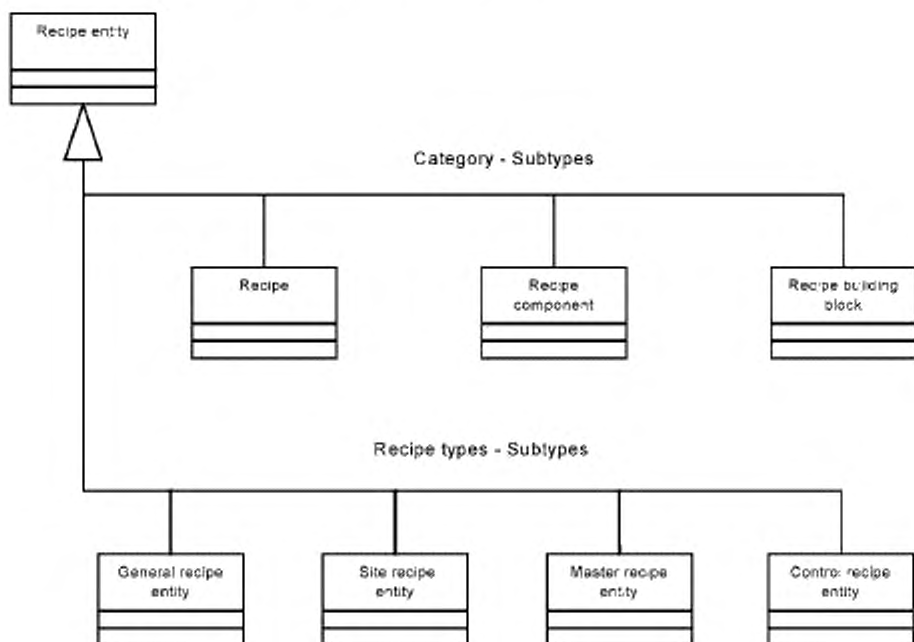 Recipe entity
Category - Subtypes
Recipe
Recipe
component
Recipe building
block
Recipe types - Subtypes
General recipe
entity
Site recipe
entity
Master recipe
entity
Control recipe
entity